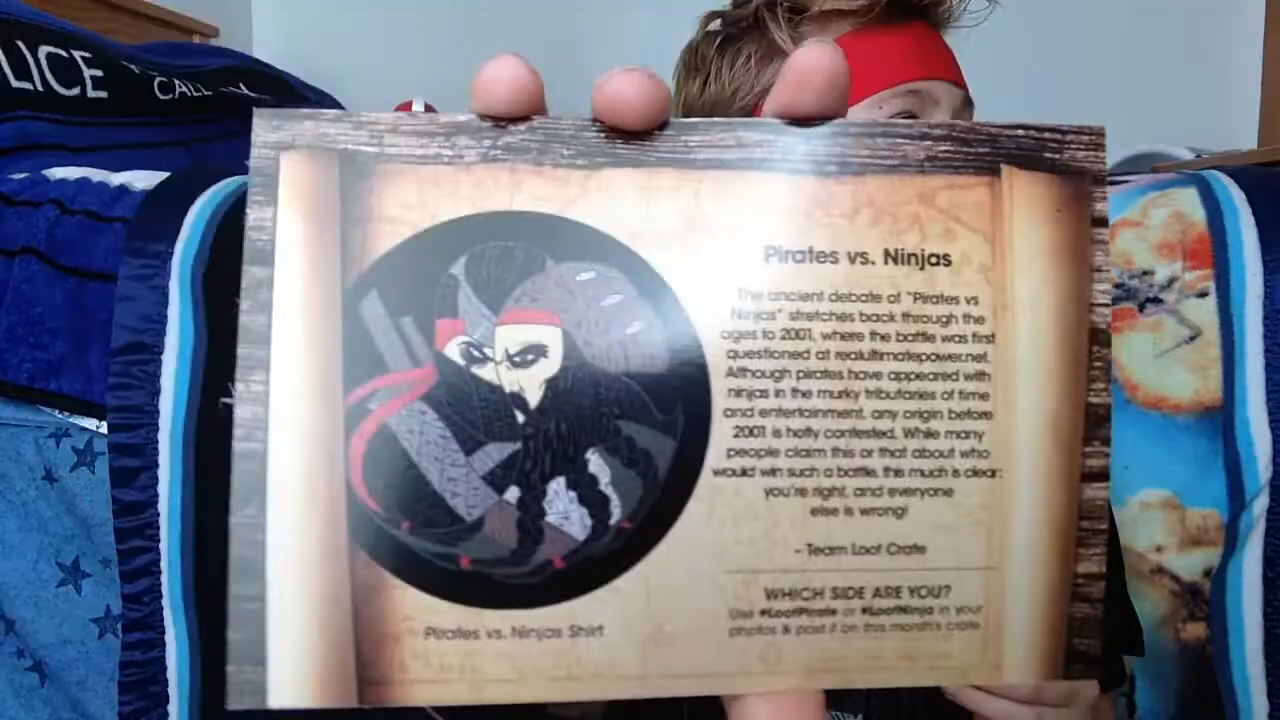 LICE
CALL
Pirates vs. Ninjas
The ancient debate of "Pirates vs
Ninjas" stretches back through the
ages to 2001, where the battle was first
questioned at realultimatepower.net.
Although pirates have appeared with
ninjas in the murky tributaries of time
and entertainment, any origin before
2001 is hotly contested. While many
people claim this or that about who
would win such a battle, this much is clear:
you're right, and everyone
else is wrong!
- Team Loot Crate
WHICH SIDE ARE YOU?
Use #LootPirate or #LootNinja in your
photos & post it on this month's crate
Pirates vs. Ninjas Shirt